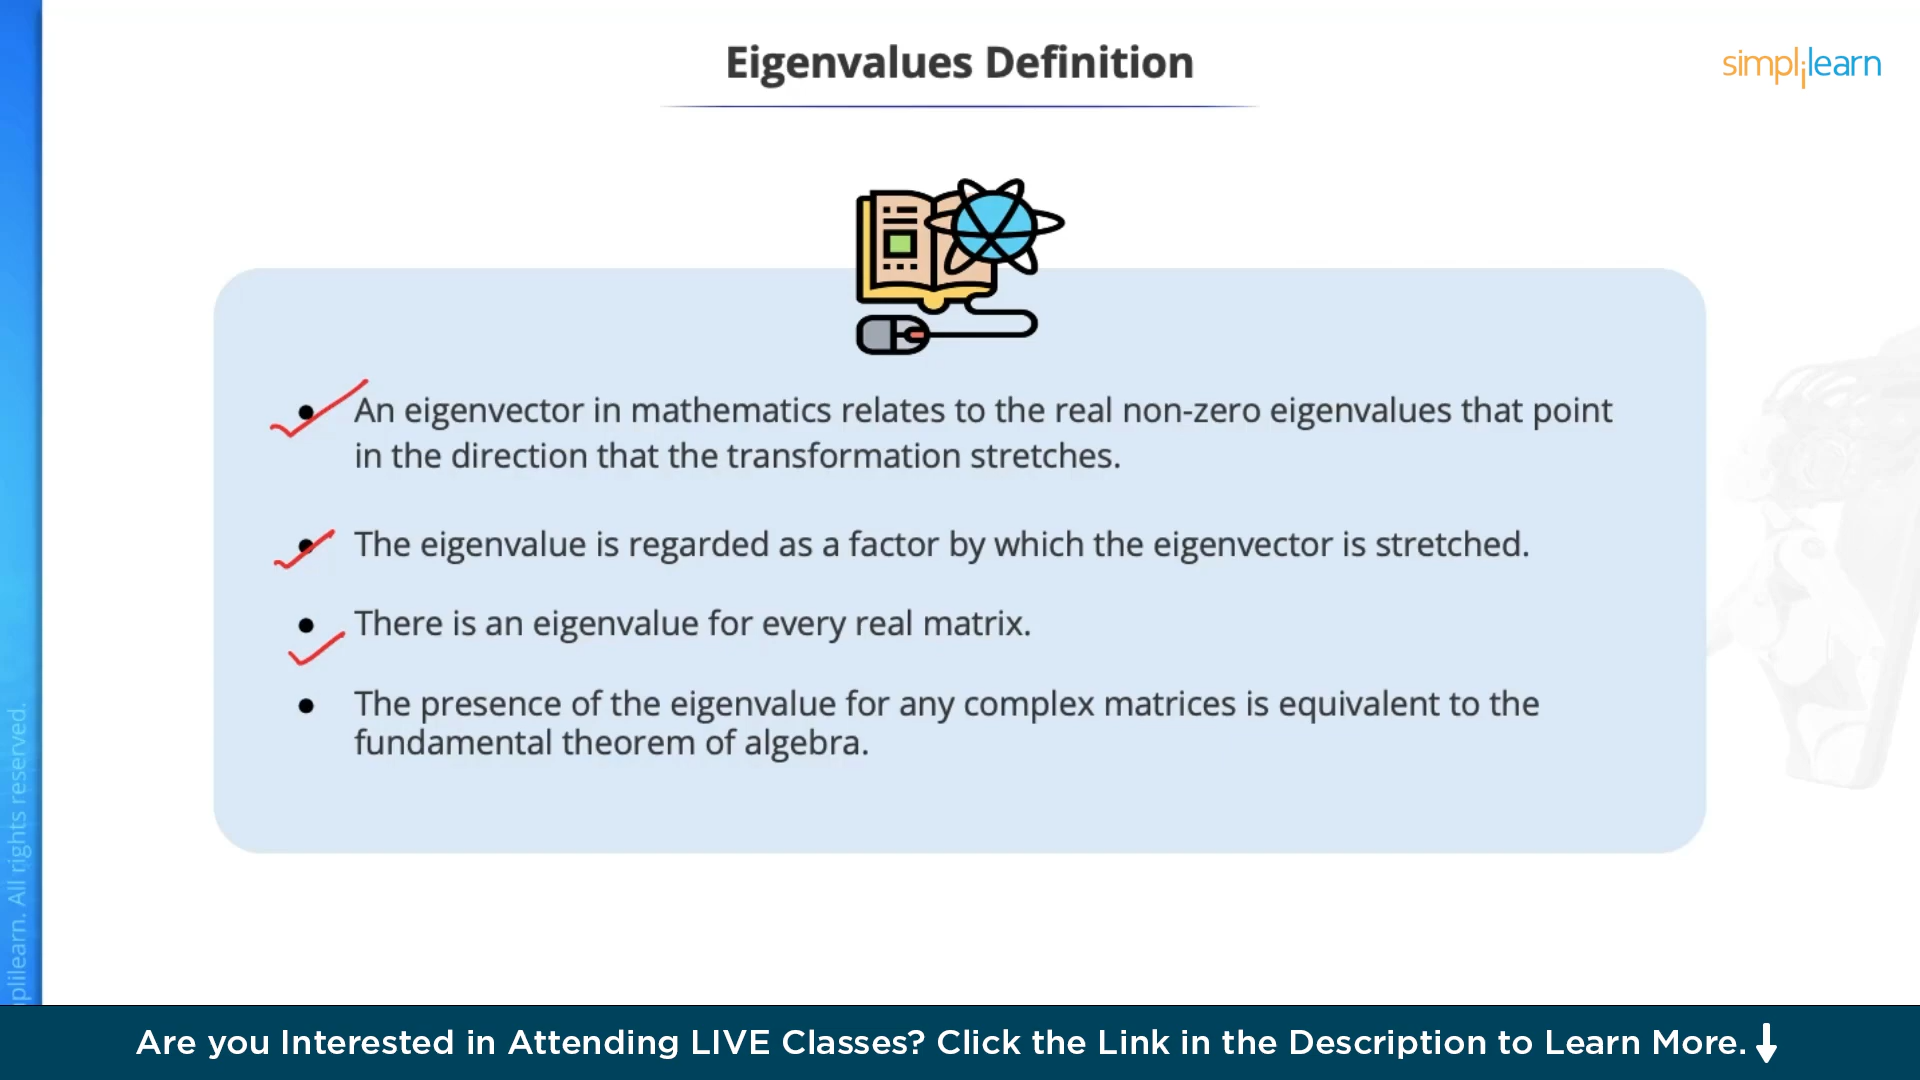 Eigenvalues Definition
simplilearn
An eigenvector in mathematics relates to the real non-zero eigenvalues that point
in the direction that the transformation stretches.
The eigenvalue is regarded as a factor by which the eigenvector is stretched.
There is an eigenvalue for every real matrix.
The presence of the eigenvalue for any complex matrices is equivalent to the
fundamental theorem of algebra.
plilearn. All rights reserved.
Are you Interested in Attending LIVE Classes? Click the Link in the Description to Learn More.